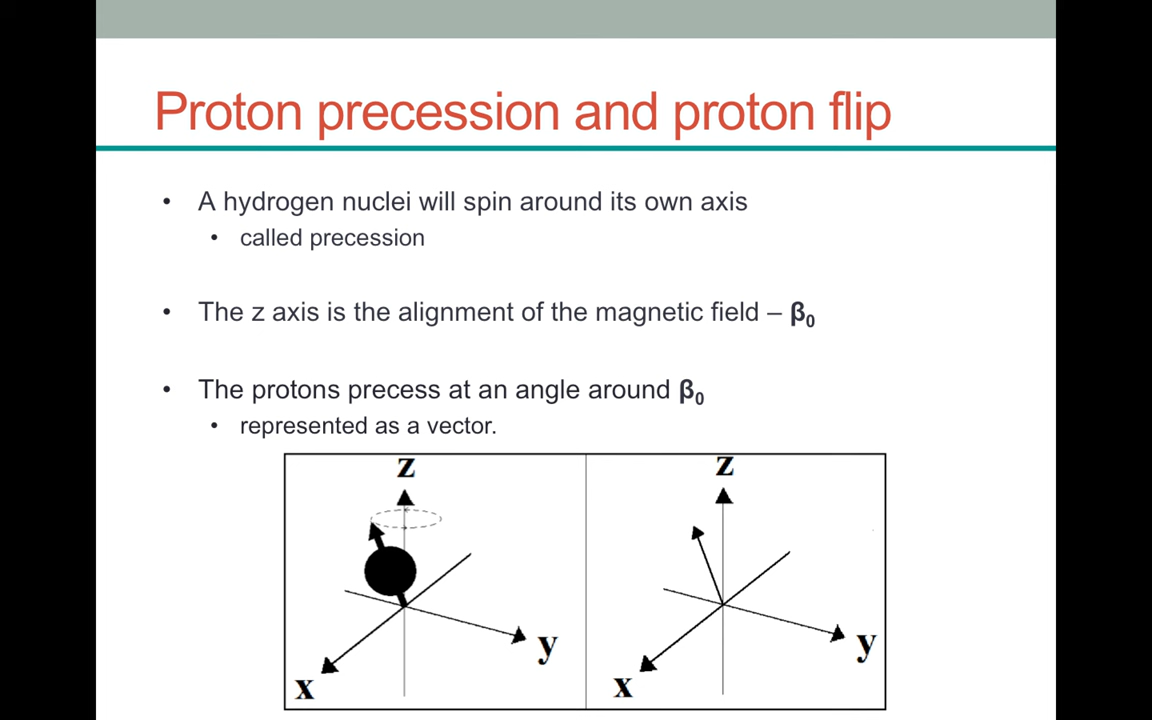 Proton precession and proton flip
• A hydrogen nuclei will spin around its own axis
• called precession
• The z axis is the alignment of the magnetic field – β₀
• The protons precess at an angle around β₀
• represented as a vector.
z z
y y
x x